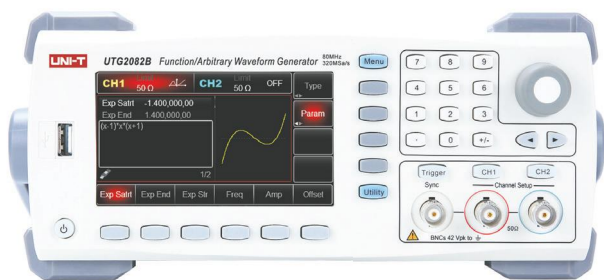 UNI-T UTG2082B Function/Arbitrary Waveform Generator 80MHz 320MSa/s
CH1 Limit 50 Ω
CH2 Limit 50 Ω OFF
Type
Exp Satrt -1.400,000,00
Exp End 1.400,000,00
(x-1)*x*(x+1)
1/2
Param
Exp Satrt Exp End Exp Str Freq Amp Offset
Menu
Utility
7 8 9
4 5 6
1 2 3
· 0 +/-
Trigger CH1 CH2
Sync Channel Setup
50Ω
BNCs 42 Vpk to